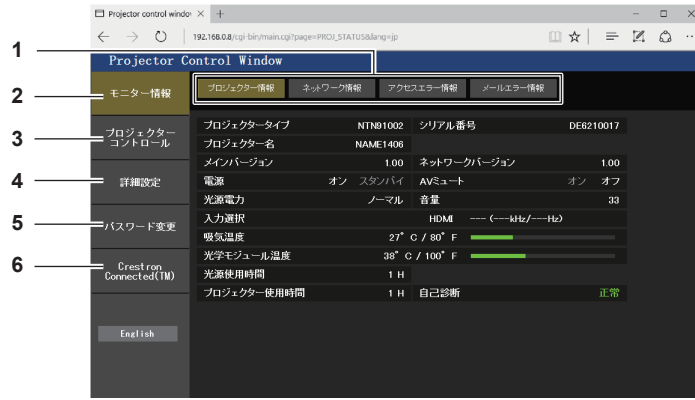 Projector control windov
192.168.0.8/cgi-bin/main.cgi?page=PROJ_STATUS&lang=jp
1
Projector Control Window
2
モニター情報
プロジェクター情報 ネットワーク情報 アクセスエラー情報 メールエラー情報
3
プロジェクター
コントロール
4
詳細設定
5
パスワード変更
6
Crestron
Connected(TM)
English
プロジェクタータイプ NTN91002 シリアル番号 DE6210017
プロジェクター名 NAME1406
メインバージョン 1.00 ネットワークバージョン 1.00
電源 オン スタンバイ AVミュート オン オフ
光源電力 ノーマル 音量 33
入力選択 HDMI --- (---kHz/---Hz)
吸気温度 27° C / 80° F
光学モジュール温度 38° C / 100° F
光源使用時間 1 H
プロジェクター使用時間 1 H 自己診断 正常